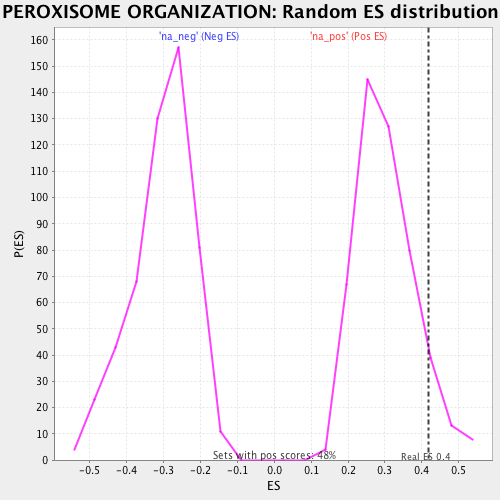 PEROXISOME ORGANIZATION: Random ES distribution
'na_neg' (Neg ES)
'na_pos' (Pos ES)
160
150
140
130
120
110
100
90
80
70
60
50
40
30
20
10
0
P(ES)
Sets with pos scores: 48%
Real ES 0.4
-0.5 -0.4 -0.3 -0.2 -0.1 0.0 0.1 0.2 0.3 0.4 0.5
ES